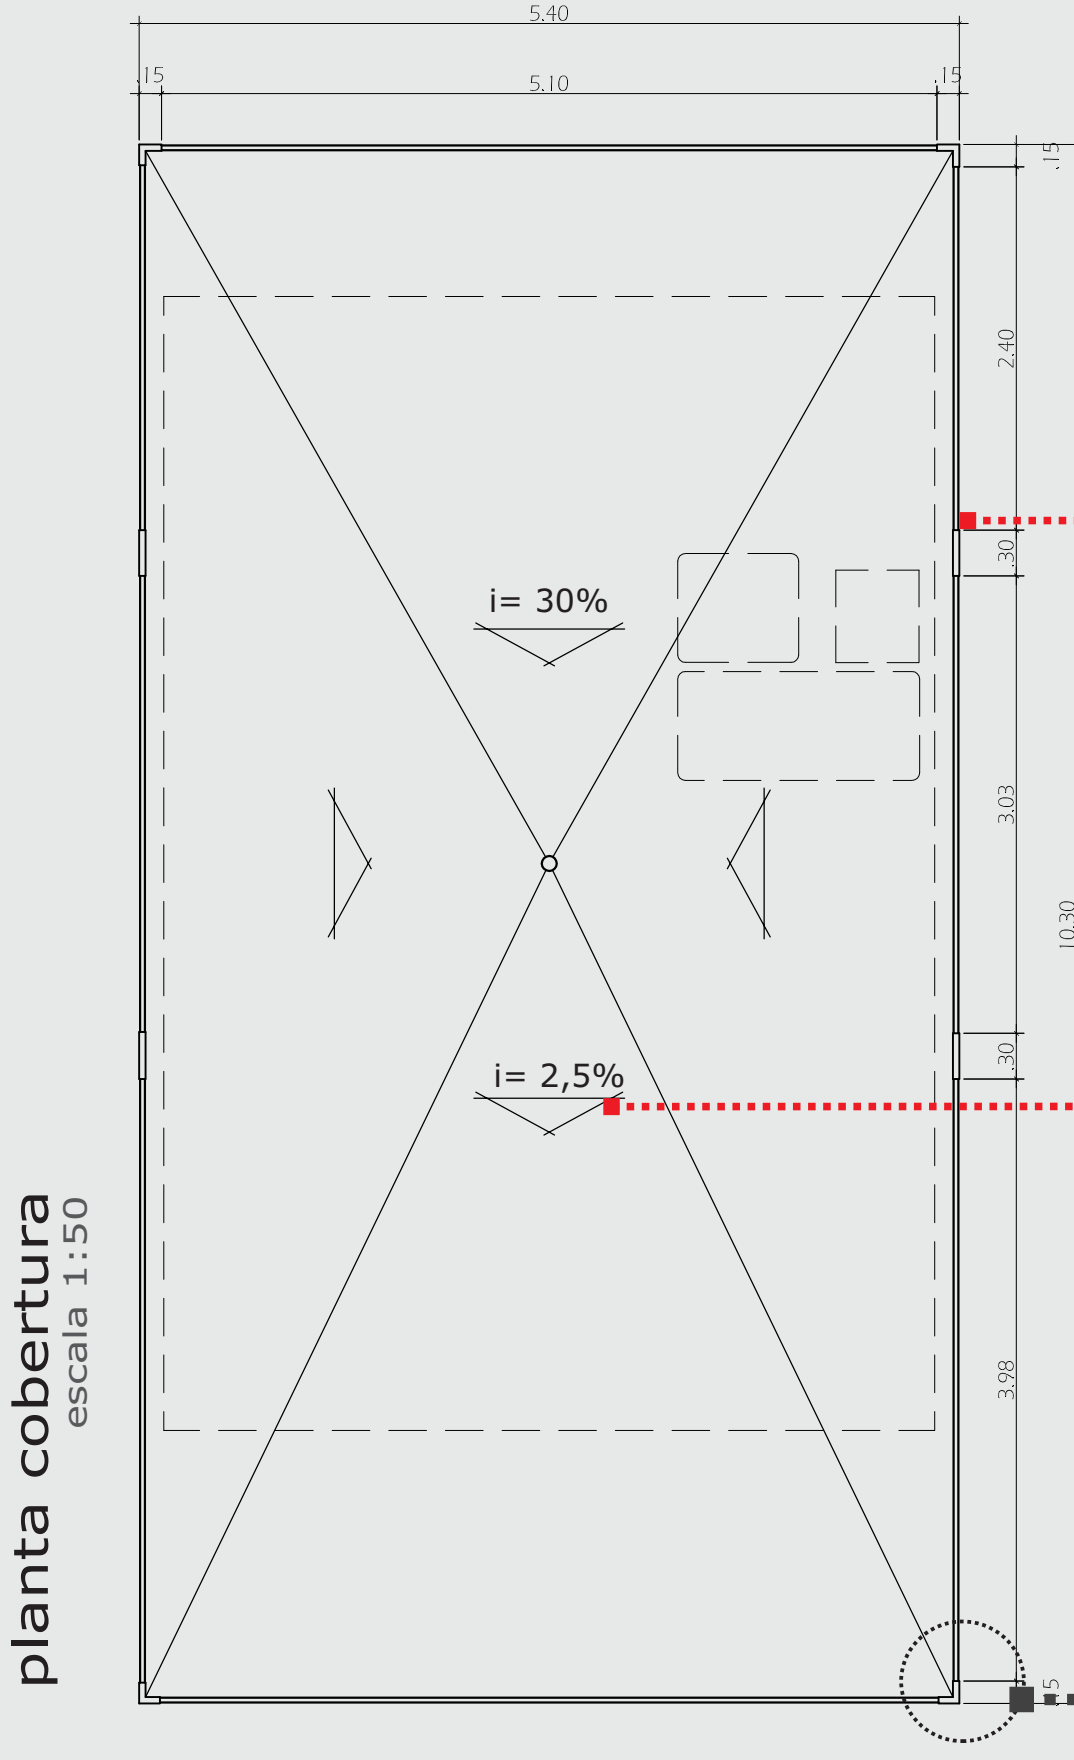 5.40
.15
5.10
.15
.15
2.40
.30
i= 30%
3.03
10.30
.30
i= 2,5%
3.98
planta cobertura
escala 1:50